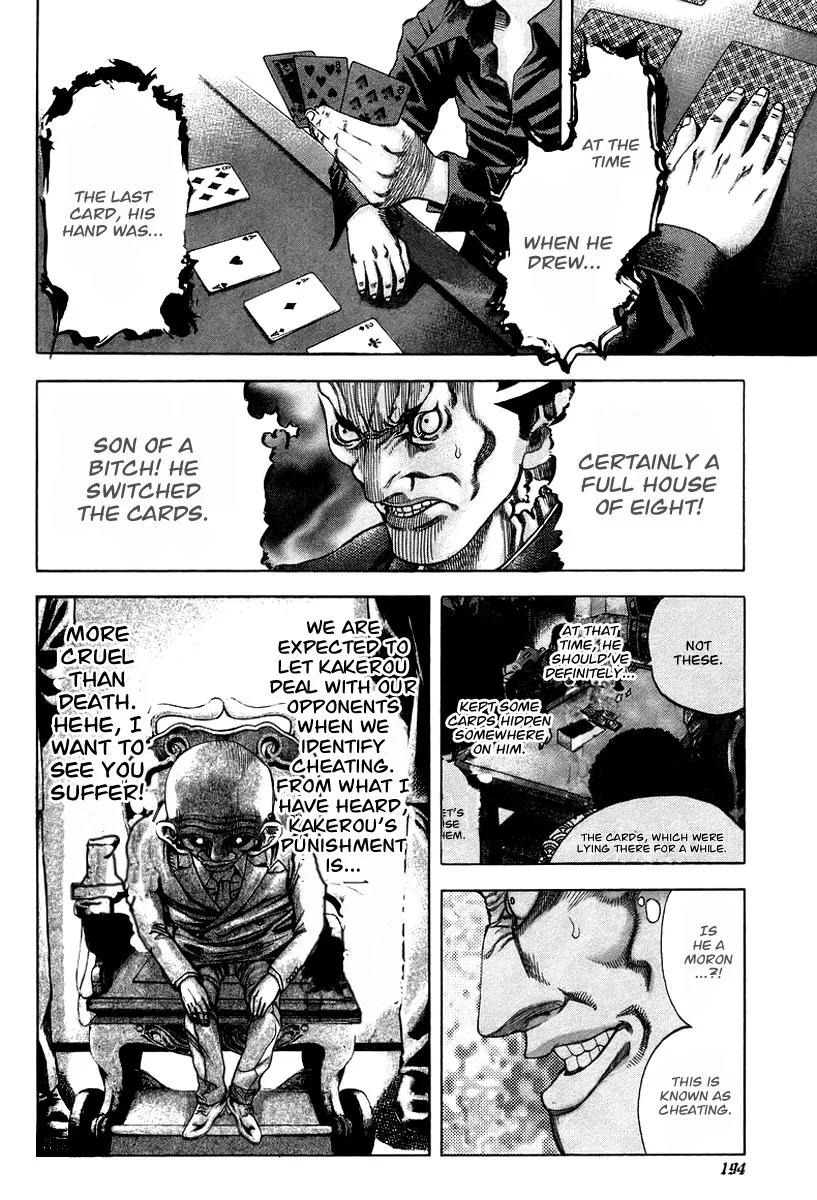 AT THE
TIME
WHEN HE
DREW...
THE LAST
CARD, HIS
HAND WAS...
CERTAINLY A
FULL HOUSE
OF EIGHT!
SON OF A
BITCH! HE
SWITCHED
THE CARDS.
NOT
THESE.
AT THAT
TIME, HE
SHOULD'VE
DEFINITELY...
KEPT SOME
CARDS HIDDEN
SOMEWHERE
ON HIM.
THE CARDS, WHICH WERE
LYING THERE FOR A WHILE.
IS
HE A
MORON
...?!
THIS IS
KNOWN AS
CHEATING.
WE ARE
EXPECTED TO
LET KAKEROU
DEAL WITH OUR
OPPONENTS
WHEN WE
IDENTIFY
CHEATING.
FROM WHAT I
HAVE HEARD,
KAKEROU'S
PUNISHMENT
IS...
MORE
CRUEL
THAN
DEATH.
HEHE, I
WANT TO
SEE YOU
SUFFER!
194